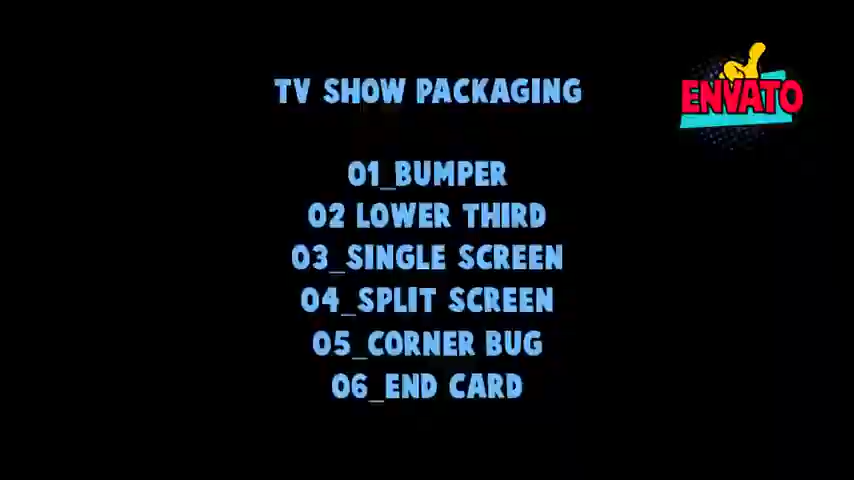 TV SHOW PACKAGING
ENVATO
01_BUMPER
02 LOWER THIRD
03_SINGLE SCREEN
04_SPLIT SCREEN
05_CORNER BUG
06_END CARD